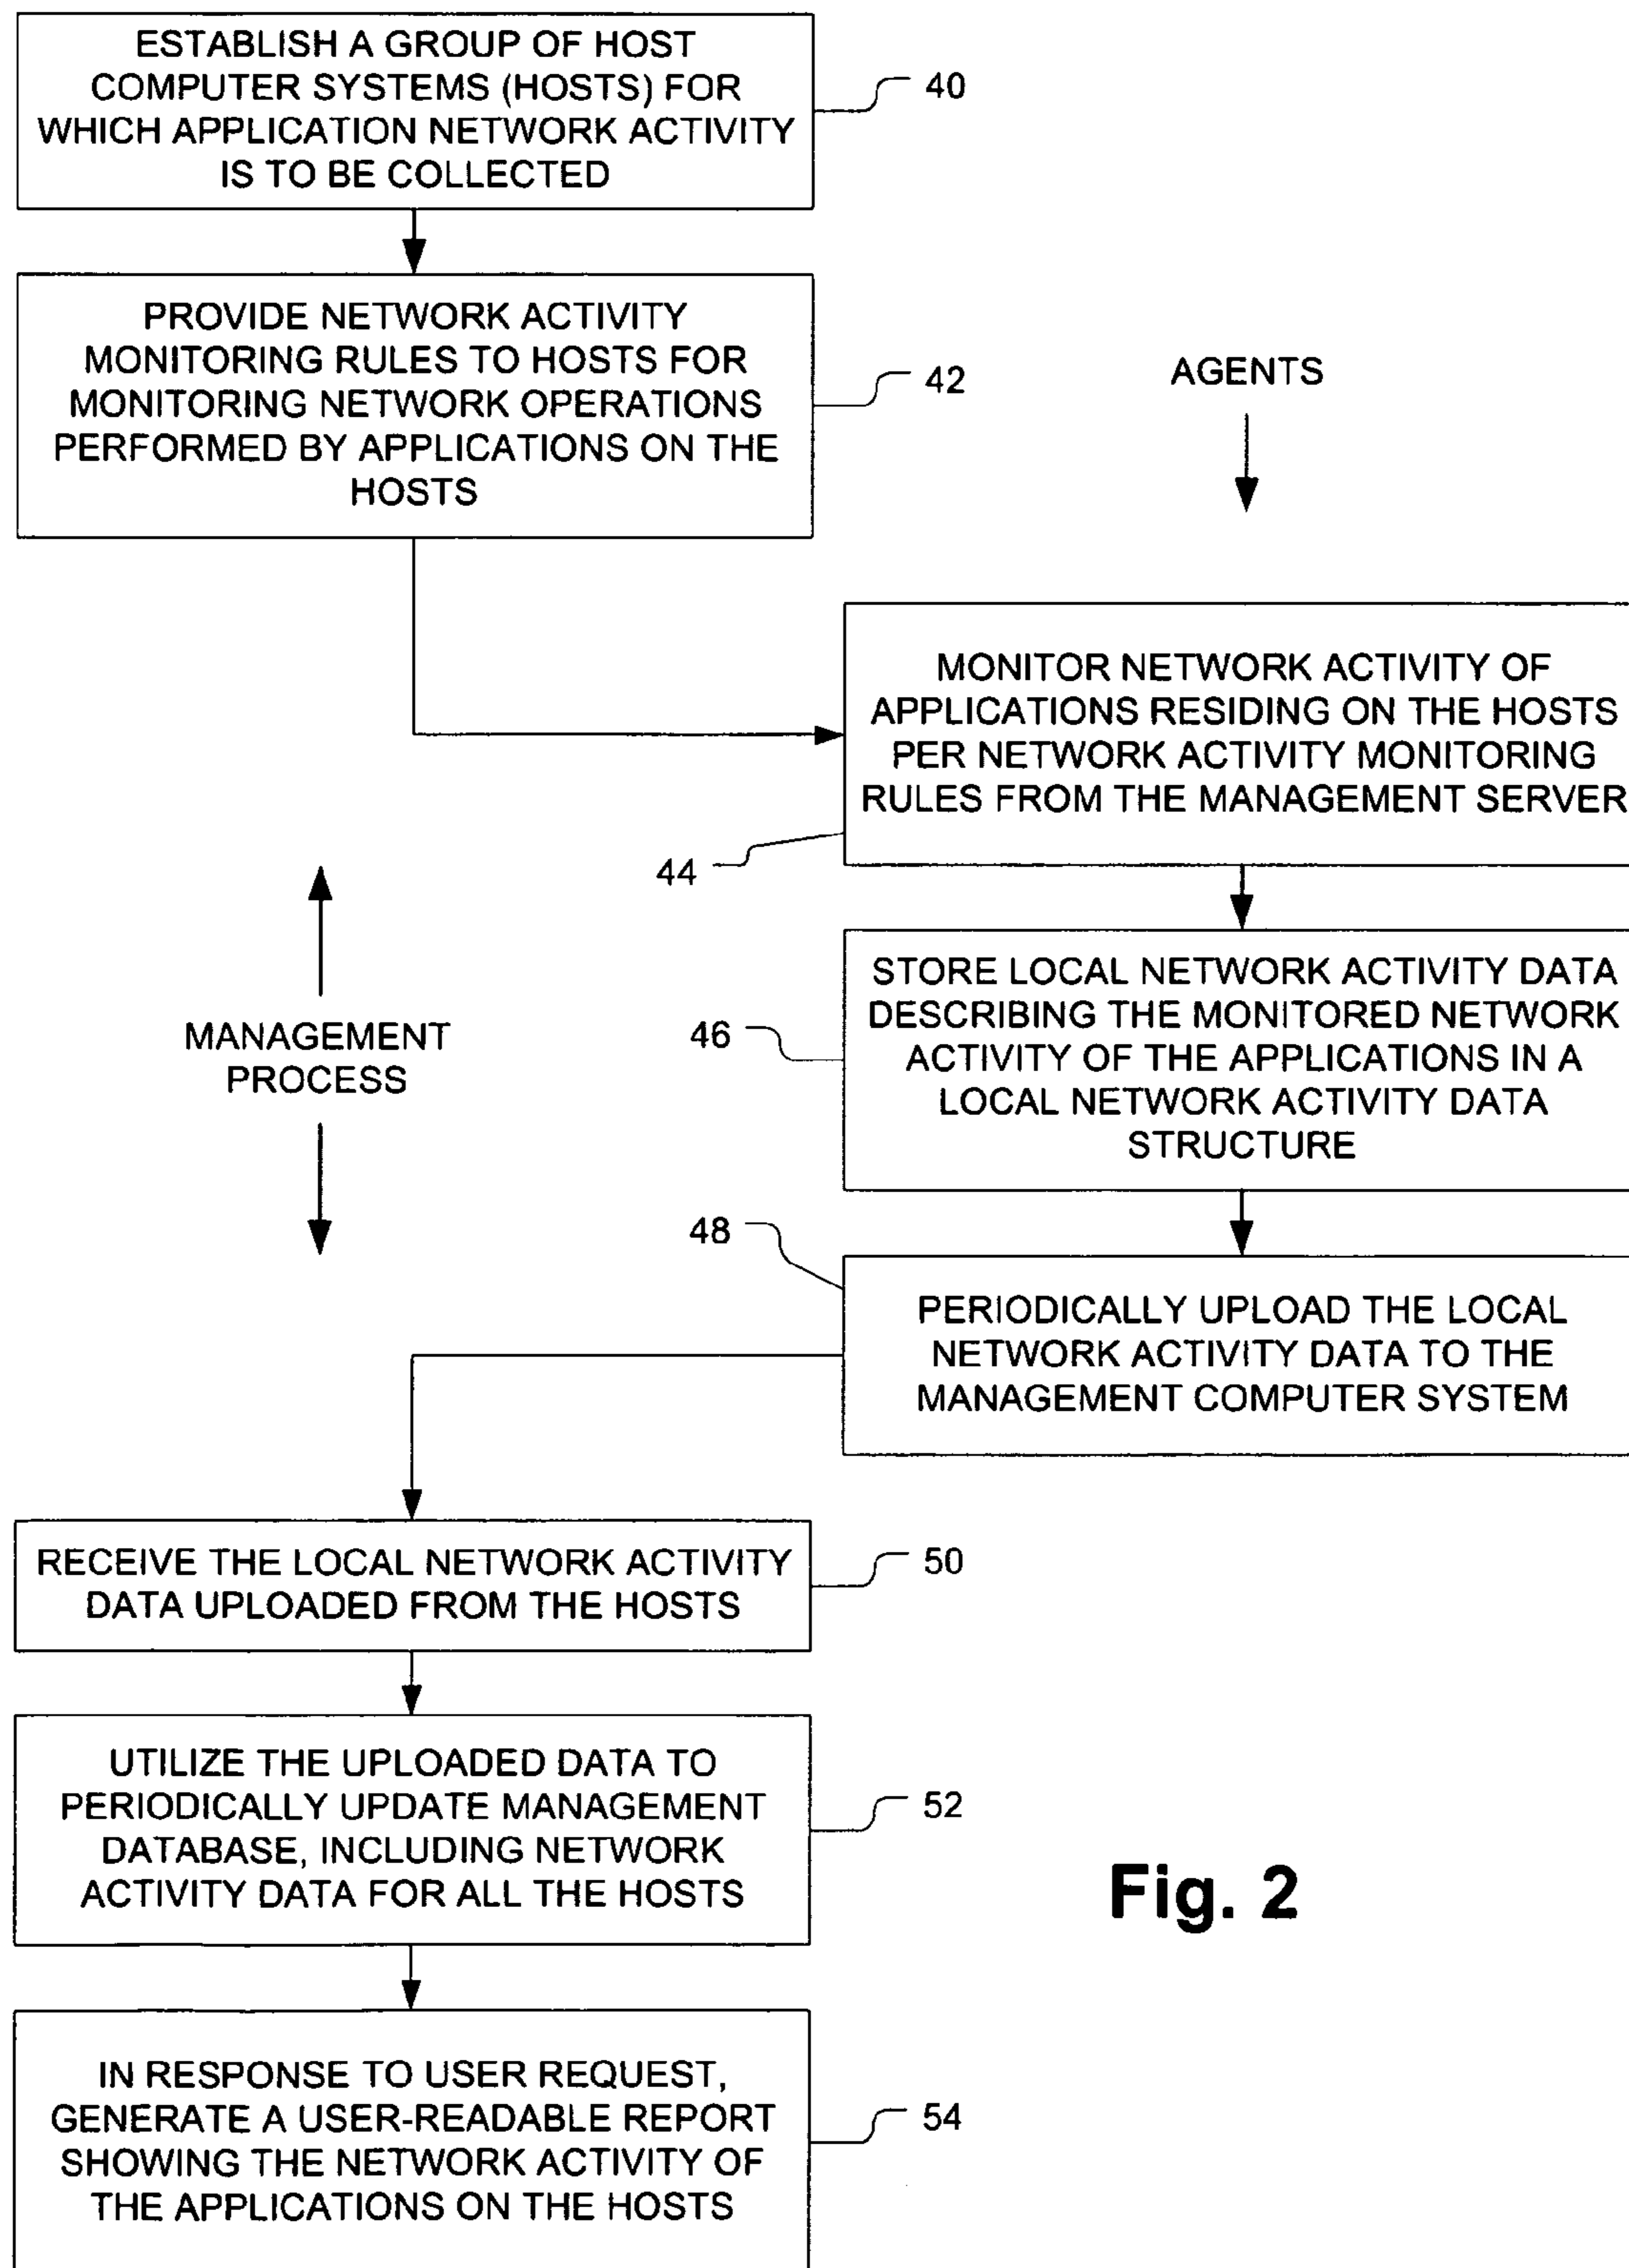 ESTABLISH A GROUP OF HOST
COMPUTER SYSTEMS (HOSTS) FOR
WHICH APPLICATION NETWORK ACTIVITY
IS TO BE COLLECTED
40
PROVIDE NETWORK ACTIVITY
MONITORING RULES TO HOSTS FOR
MONITORING NETWORK OPERATIONS
PERFORMED BY APPLICATIONS ON THE
HOSTS
42
AGENTS
MONITOR NETWORK ACTIVITY OF
APPLICATIONS RESIDING ON THE HOSTS
PER NETWORK ACTIVITY MONITORING
RULES FROM THE MANAGEMENT SERVER
44
MANAGEMENT
PROCESS
STORE LOCAL NETWORK ACTIVITY DATA
DESCRIBING THE MONITORED NETWORK
ACTIVITY OF THE APPLICATIONS IN A
LOCAL NETWORK ACTIVITY DATA
STRUCTURE
46
48
PERIODICALLY UPLOAD THE LOCAL
NETWORK ACTIVITY DATA TO THE
MANAGEMENT COMPUTER SYSTEM
RECEIVE THE LOCAL NETWORK ACTIVITY
DATA UPLOADED FROM THE HOSTS
50
UTILIZE THE UPLOADED DATA TO
PERIODICALLY UPDATE MANAGEMENT
DATABASE, INCLUDING NETWORK
ACTIVITY DATA FOR ALL THE HOSTS
52
Fig. 2
IN RESPONSE TO USER REQUEST,
GENERATE A USER-READABLE REPORT
SHOWING THE NETWORK ACTIVITY OF
THE APPLICATIONS ON THE HOSTS
54